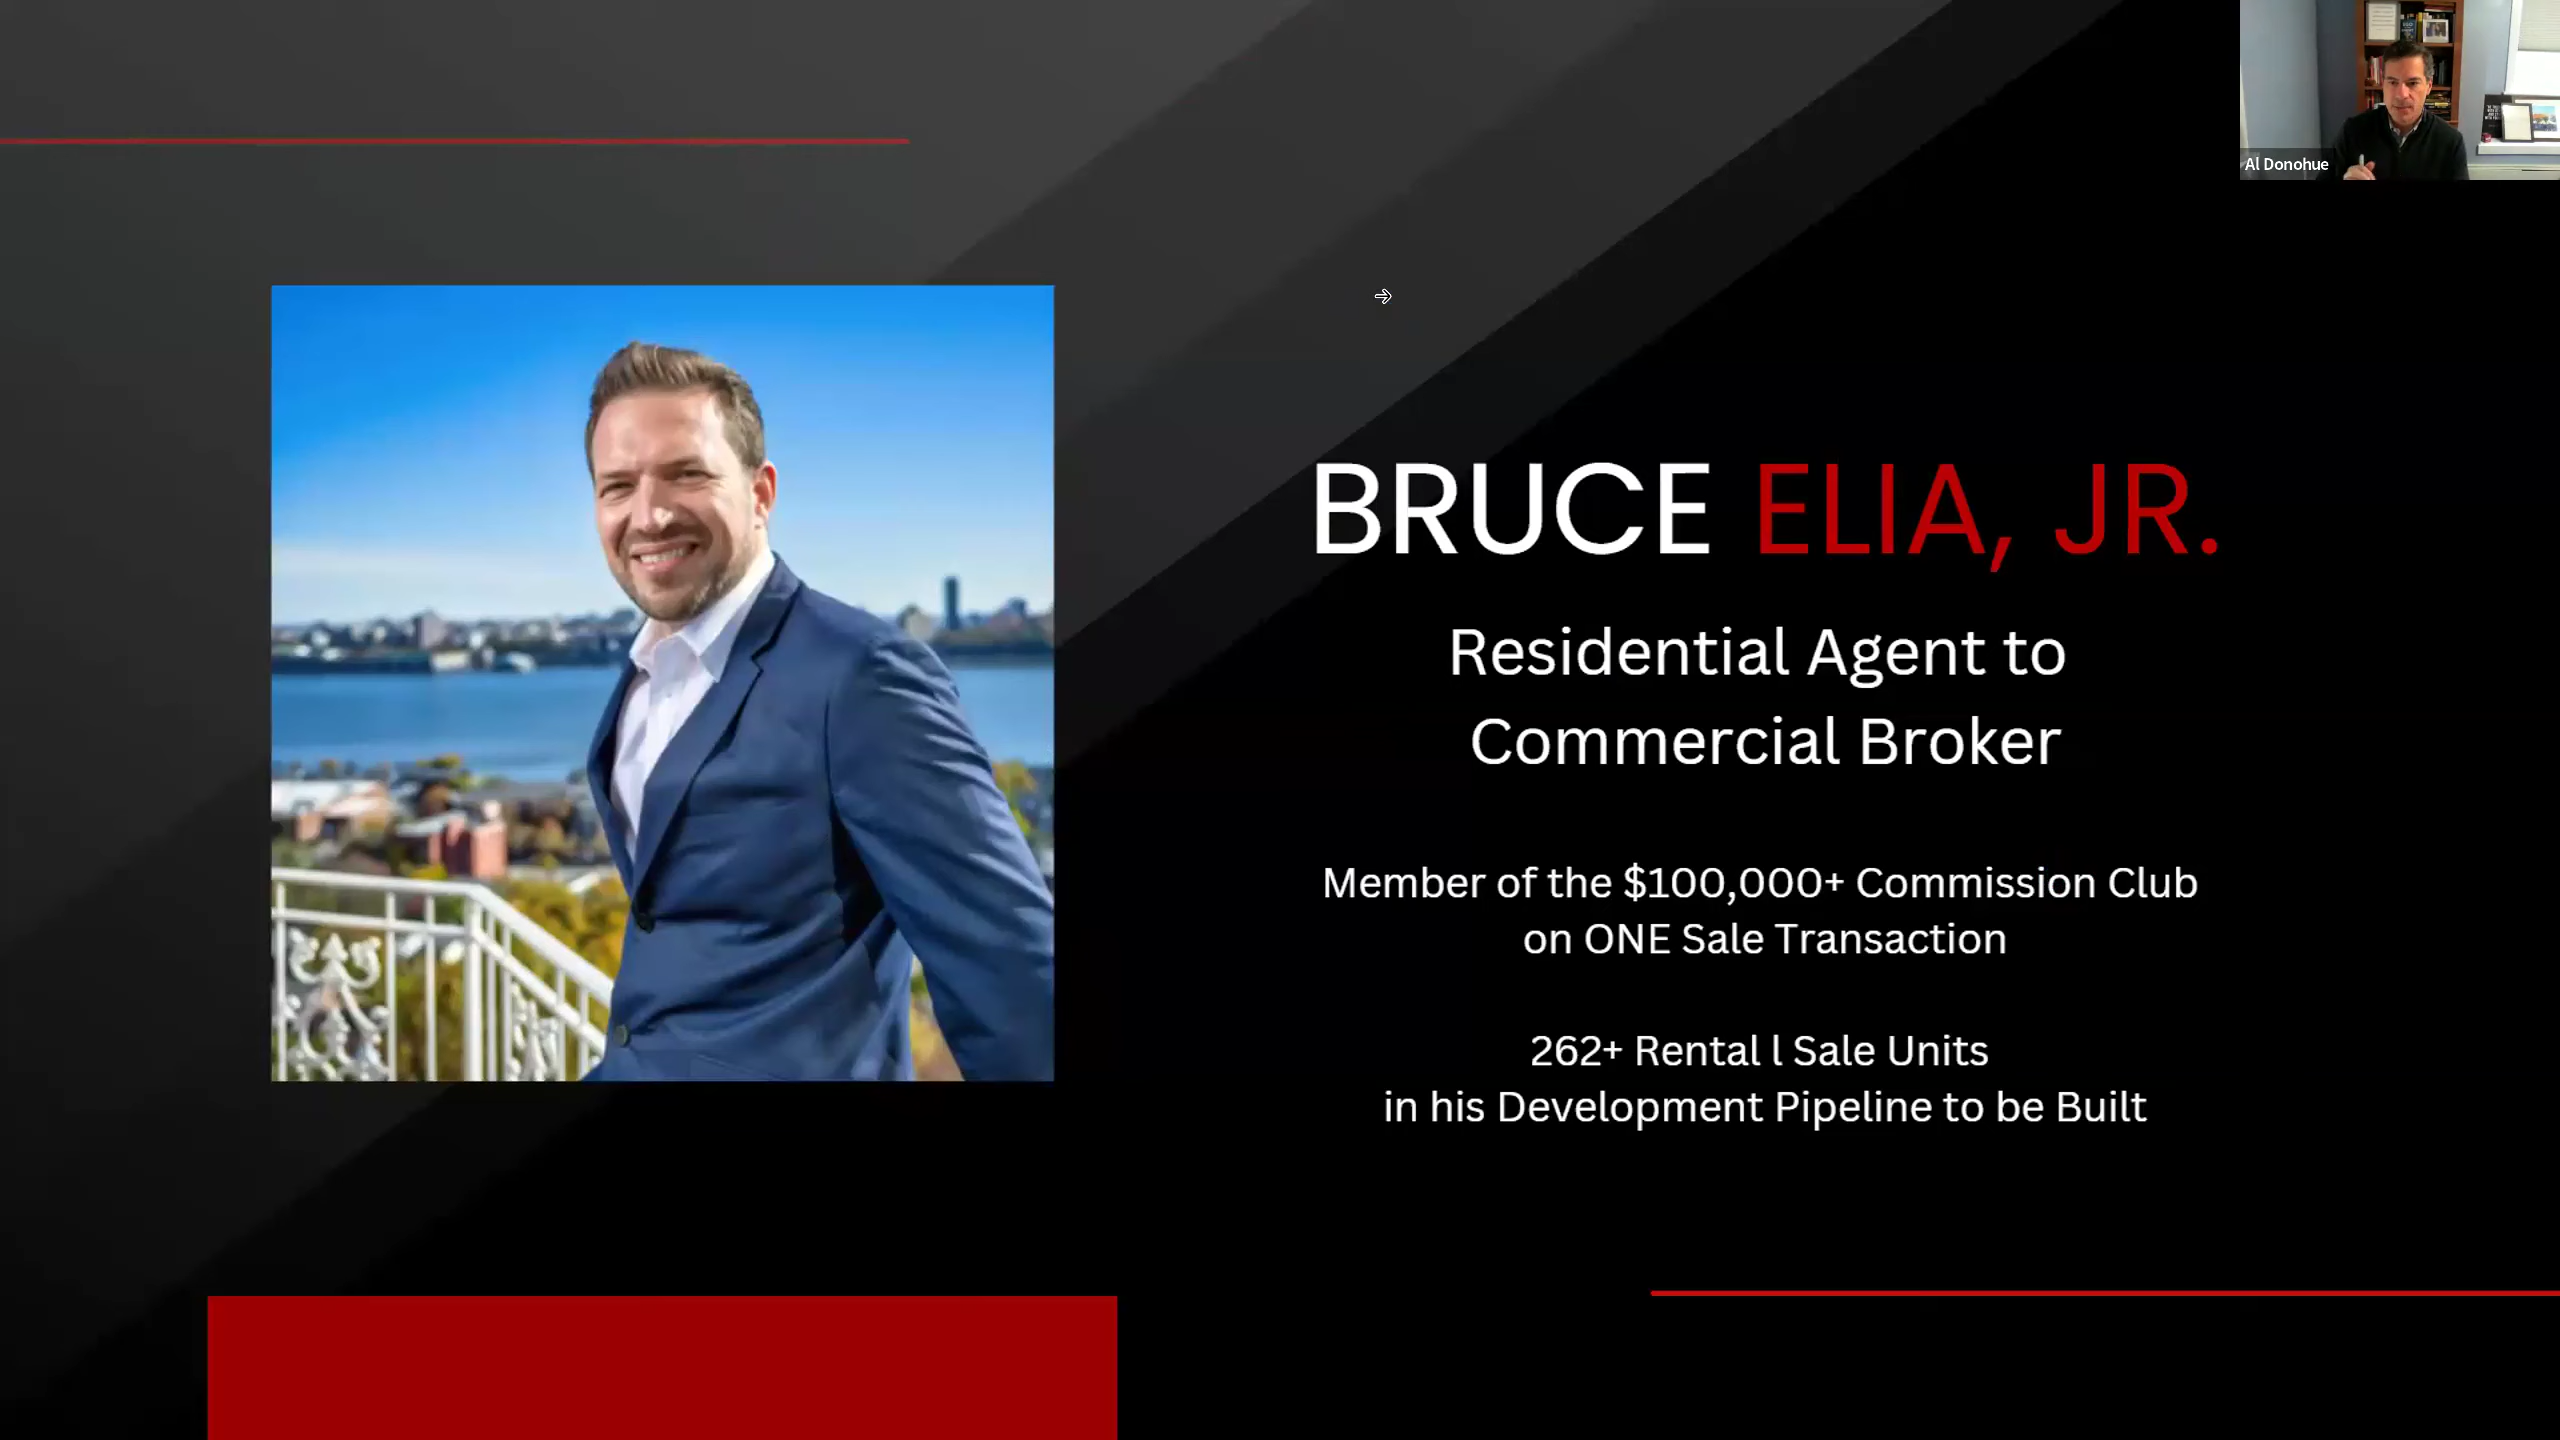 Al Donohue
BRUCE ELIA, JR.
Residential Agent to
Commercial Broker
Member of the $100,000+ Commission Club
on ONE Sale Transaction
262+ Rental l Sale Units
in his Development Pipeline to be Built